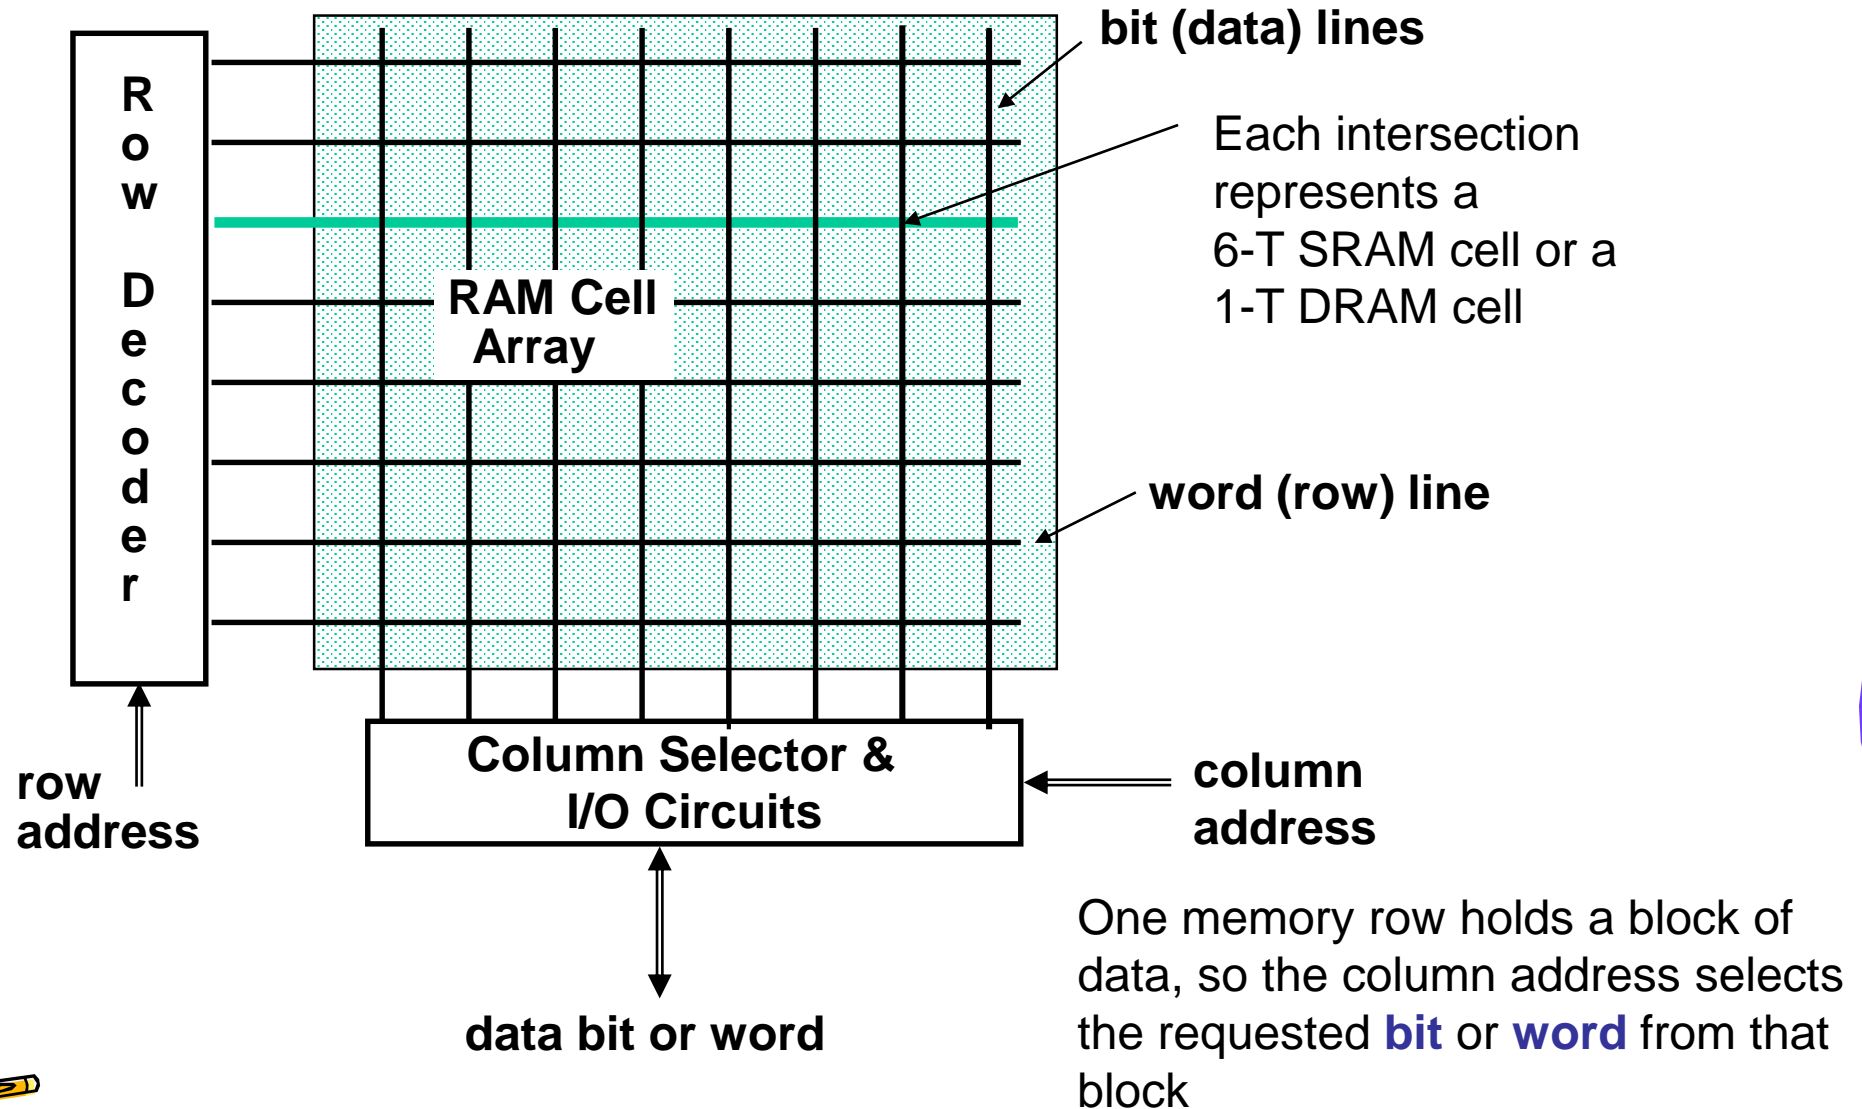 bit (data) lines
Row Decoder
Each intersection
represents a
6-T SRAM cell or a
1-T DRAM cell
RAM Cell
Array
word (row) line
Column Selector &
I/O Circuits
row
address
column
address
data bit or word
One memory row holds a block of
data, so the column address selects
the requested bit or word from that
block